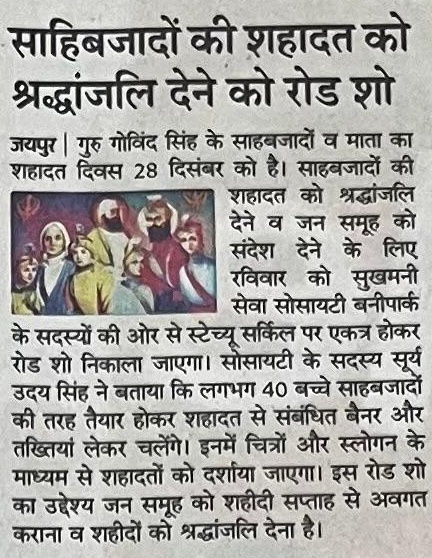 साहिबजादों की शहादत को
श्रद्धांजलि देने को रोड शो
जयपुर | गुरु गोविंद सिंह के साहबजादों व माता का
शहादत दिवस 28 दिसंबर को है। साहबजादों की
शहादत को श्रद्धांजलि
देने व जन समूह को
संदेश देने के लिए
रविवार को सुखमनी
सेवा सोसायटी बनीपार्क
के सदस्यों की ओर से स्टेच्यू सर्किल पर एकत्र होकर
रोड शो निकाला जाएगा। सोसायटी के सदस्य सूर्य
उदय सिंह ने बताया कि लगभग 40 बच्चे साहबजादों
की तरह तैयार होकर शहादत से संबंधित बैनर और
तख्तियां लेकर चलेंगे। इनमें चित्रों और स्लोगन के
माध्यम से शहादतों को दर्शाया जाएगा। इस रोड शो
का उद्देश्य जन समूह को शहीदी सप्ताह से अवगत
कराना व शहीदों को श्रद्धांजलि देना है।